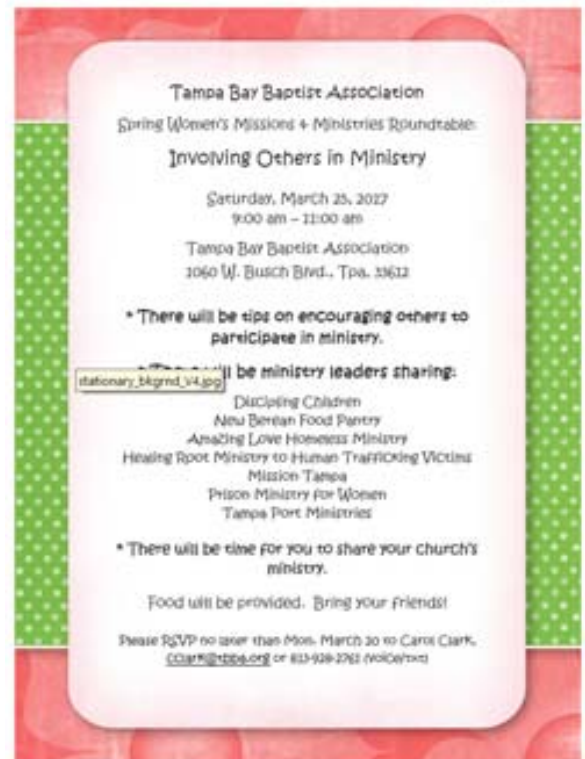 Tampa Bay Baptist Association
Spring Women's Missions & Ministries Roundtable:
Involving Others in Ministry
Saturday, March 25, 2017
9:00 am – 11:00 am
Tampa Bay Baptist Association
1060 W. Busch Blvd., Tpa, 33612
* There will be tips on encouraging others to
participate in ministry.
be ministry leaders sharing:
stationary_bkgrnd_V4.jpg
Discipling Children
New Berean Food Pantry
Amazing Love Homeless Ministry
Healing Root Ministry to Human Trafficking Victims
Mission Tampa
Prison Ministry for Women
Tampa Port Ministries
* There will be time for you to share your church's
ministry.
Food will be provided. Bring your friends!
Please RSVP no later than Mon. March 20 to Carol Clark,
cclark@tbba.org or 813-928-2762 (voice/txt)